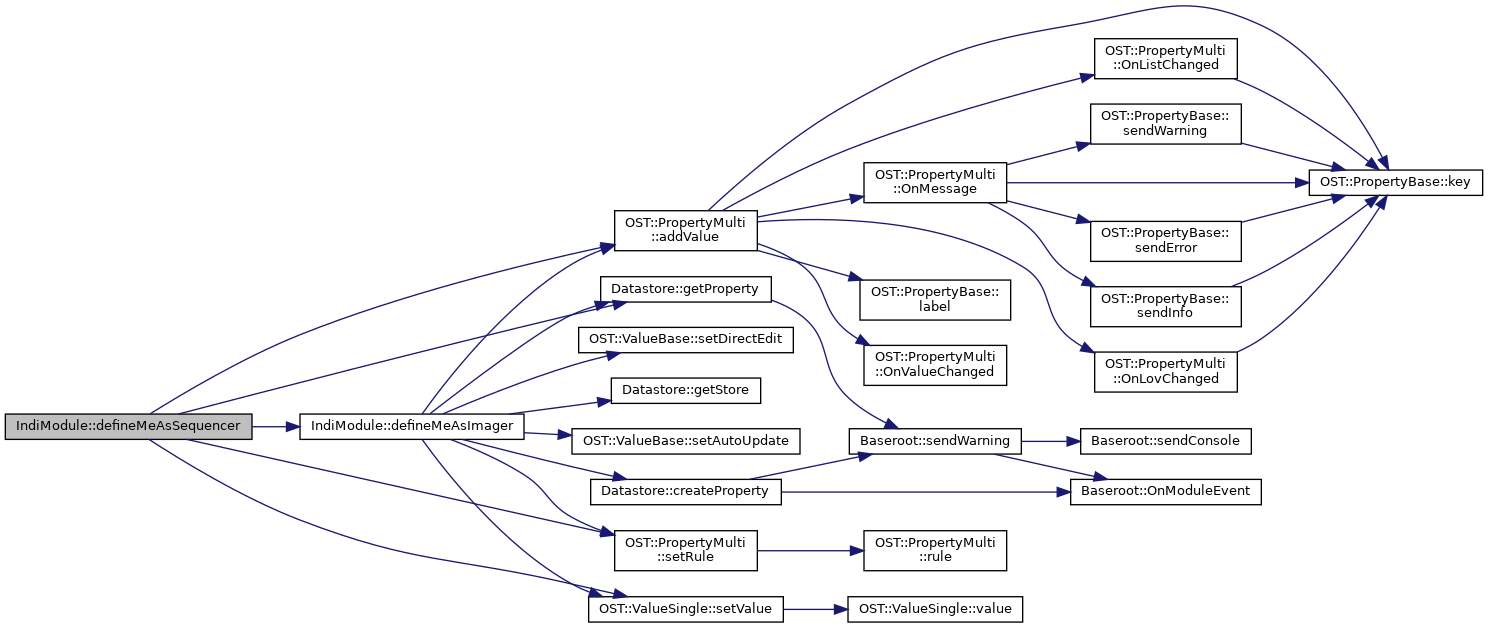 IndiModule::defineMeAsSequencer
IndiModule::defineMeAsImager
OST::PropertyMulti
::addValue
Datastore::getProperty
OST::ValueBase::setDirectEdit
Datastore::getStore
OST::ValueBase::setAutoUpdate
Datastore::createProperty
OST::PropertyMulti
::setRule
OST::ValueSingle::setValue
OST::PropertyMulti
::OnMessage
OST::PropertyBase::
label
OST::PropertyMulti
::OnValueChanged
Baseroot::sendWarning
OST::PropertyMulti
::rule
OST::ValueSingle::value
OST::PropertyMulti
::OnListChanged
OST::PropertyBase::
sendWarning
OST::PropertyBase::
sendError
OST::PropertyBase::
sendInfo
OST::PropertyMulti
::OnLovChanged
Baseroot::sendConsole
Baseroot::OnModuleEvent
OST::PropertyBase::key